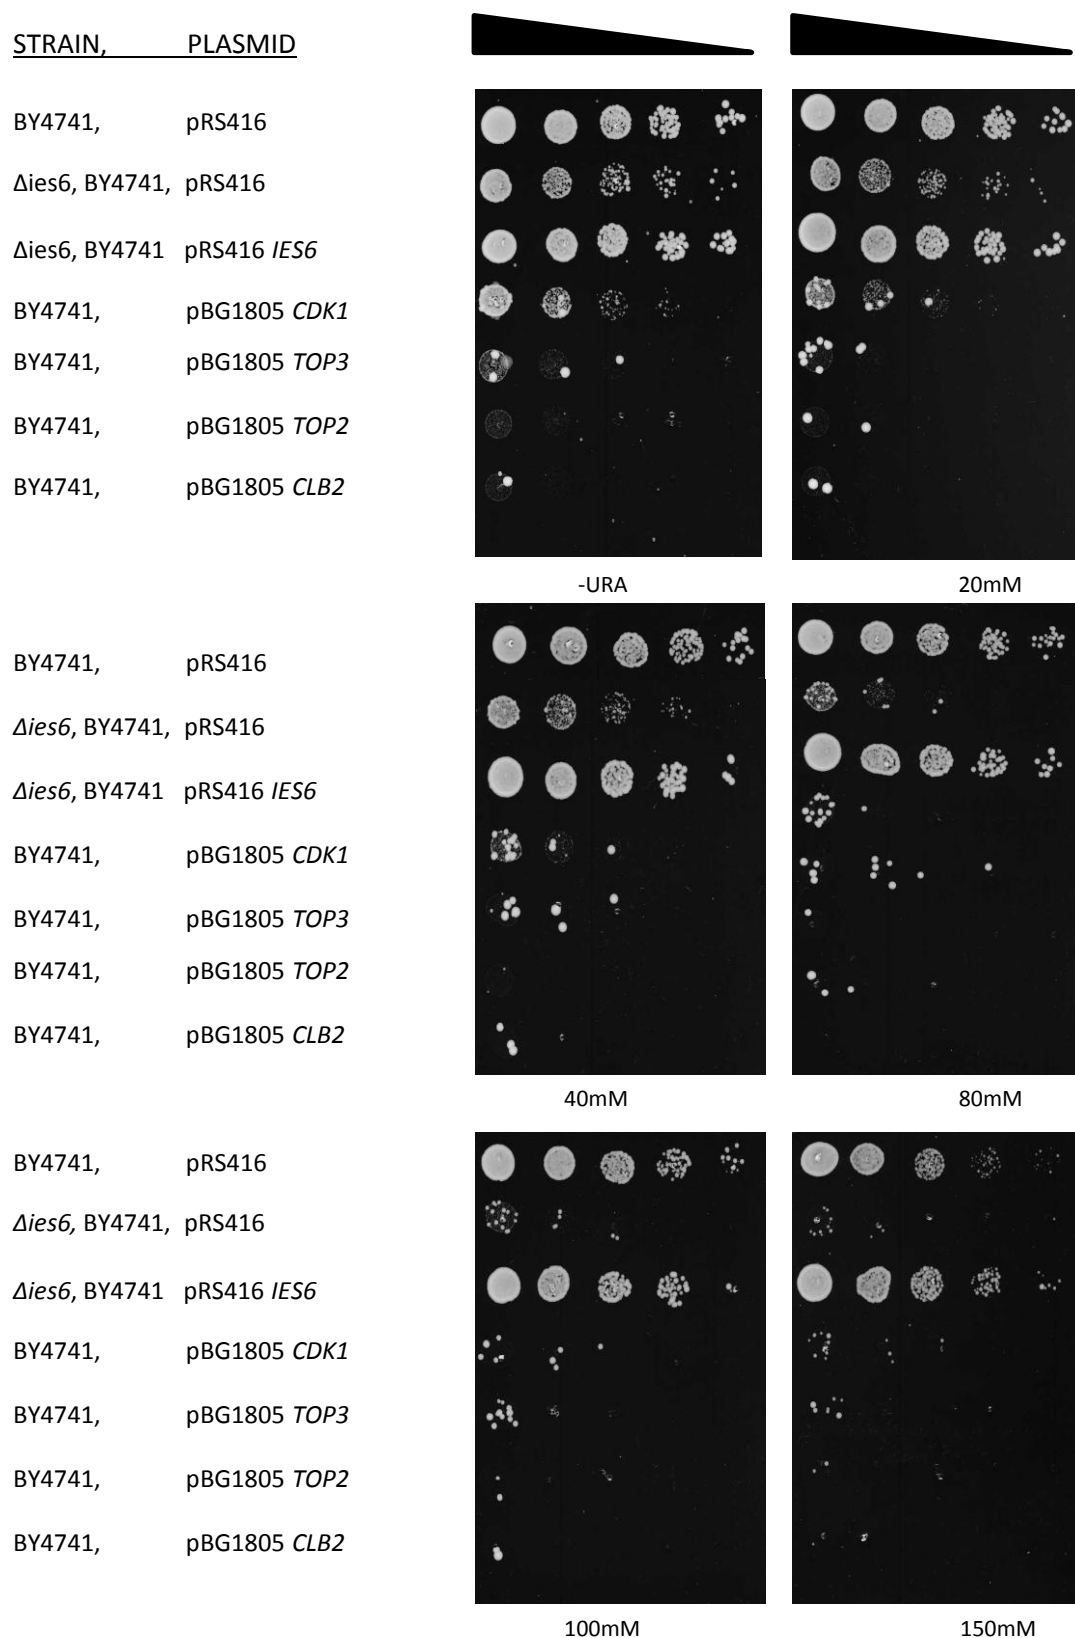 STRAIN, PLASMID
BY4741, pRS416
Δies6, BY4741, pRS416
Δies6, BY4741 pRS416 IES6
BY4741, pBG1805 CDK1
BY4741, pBG1805 TOP3
BY4741, pBG1805 TOP2
BY4741, pBG1805 CLB2
-URA 20mM
BY4741, pRS416
Δies6, BY4741, pRS416
Δies6, BY4741 pRS416 IES6
BY4741, pBG1805 CDK1
BY4741, pBG1805 TOP3
BY4741, pBG1805 TOP2
BY4741, pBG1805 CLB2
40mM 80mM
BY4741, pRS416
Δies6, BY4741, pRS416
Δies6, BY4741 pRS416 IES6
BY4741, pBG1805 CDK1
BY4741, pBG1805 TOP3
BY4741, pBG1805 TOP2
BY4741, pBG1805 CLB2
100mM 150mM